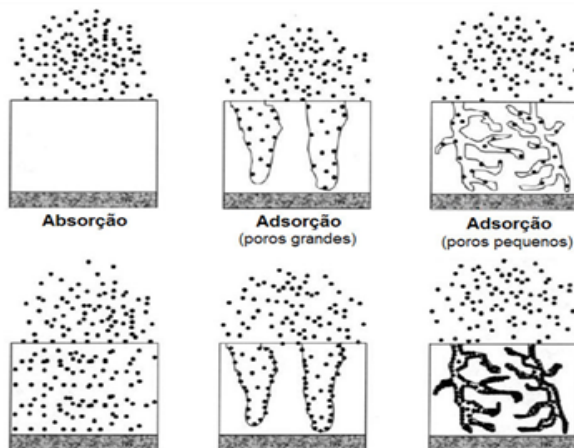 Absorção
Adsorção
(poros grandes)
Adsorção
(poros pequenos)